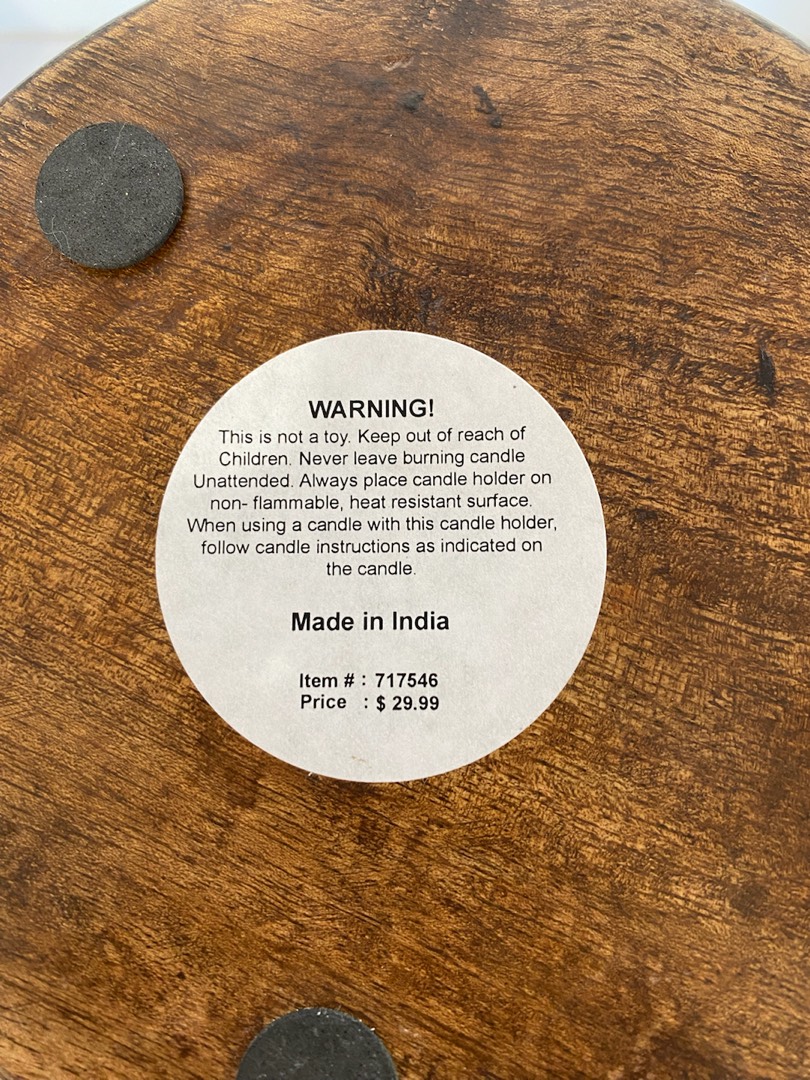 WARNING!
This is not a toy. Keep out of reach of
Children. Never leave burning candle
Unattended. Always place candle holder on
non- flammable, heat resistant surface.
When using a candle with this candle holder,
follow candle instructions as indicated on
the candle.
Made in India
Item # : 717546
Price : $ 29.99